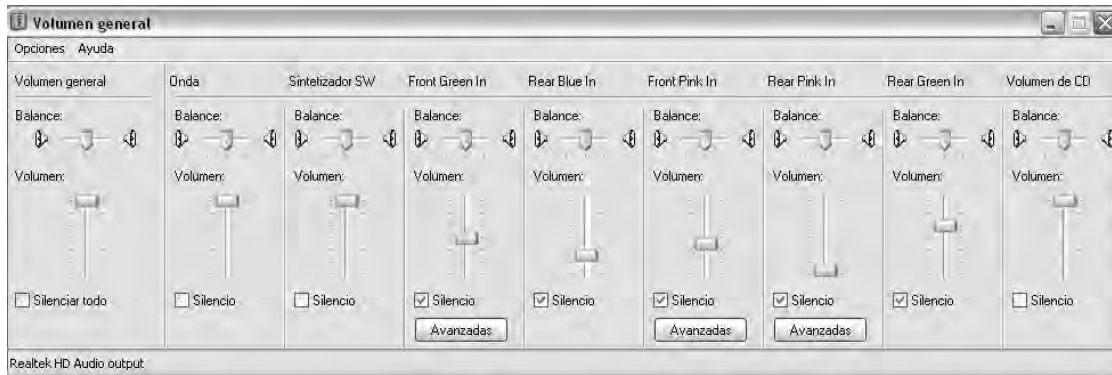 Volumen general
Opciones Ayuda
Volumen general Onda Sintetizador SW Front Green In Rear Blue In Front Pink In Rear Pink In Rear Green In Volumen de CD
Balance: Balance: Balance: Balance: Balance: Balance: Balance: Balance: Balance:
Volumen: Volumen: Volumen: Volumen: Volumen: Volumen: Volumen: Volumen: Volumen:
Silenciar todo Silencio Silencio Silencio Silencio Silencio Silencio Silencio Silencio
Avanzadas Avanzadas Avanzadas
Realtek HD Audio output